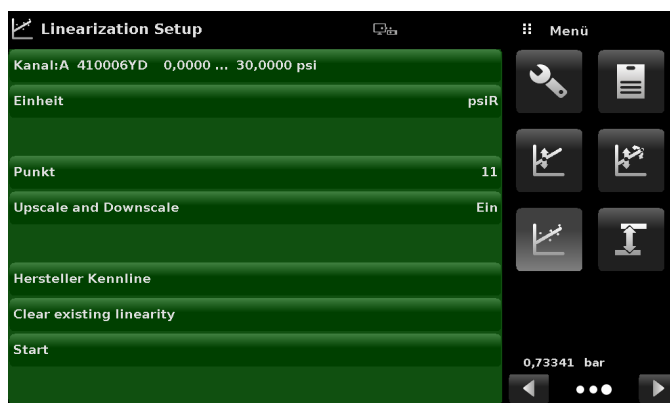 Linearization Setup
Menü
Kanal:A 410006YD 0,0000 ... 30,0000 psi
Einheit psiR
Punkt 11
Upscale and Downscale Ein
Hersteller Kennline
Clear existing linearity
Start
0,73341 bar